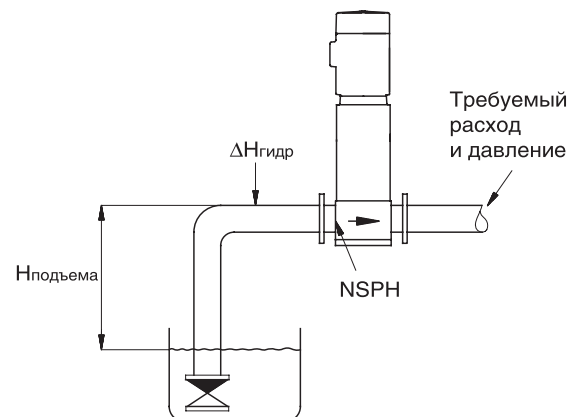 Требуемый
расход
и давление
ΔHгидр
Hподъема
NSPH